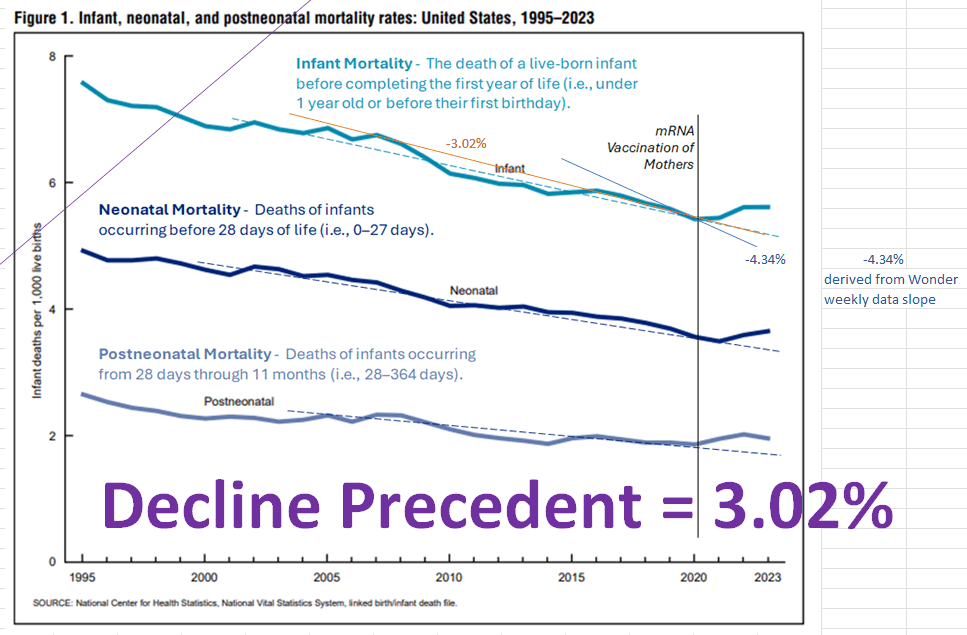 Figure 1. Infant, neonatal, and postneonatal mortality rates: United States, 1995–2023
8
Infant Mortality - The death of a live-born infant
before completing the first year of life (i.e., under
1 year old or before their first birthday).
mRNA
Vaccination of
Mothers
-3.02%
Infant
6
Neonatal Mortality - Deaths of infants
occurring before 28 days of life (i.e., 0–27 days).
Infant deaths per 1,000 live births
-4.34%
-4.34%
derived from Wonder
weekly data slope
Neonatal
4
Postneonatal Mortality - Deaths of infants occurring
from 28 days through 11 months (i.e., 28–364 days).
Postneonatal
2
Decline Precedent = 3.02%
0
1995
2000
2005
2010
2015
2020
2023
SOURCE: National Center for Health Statistics, National Vital Statistics System, linked birth/infant death file.